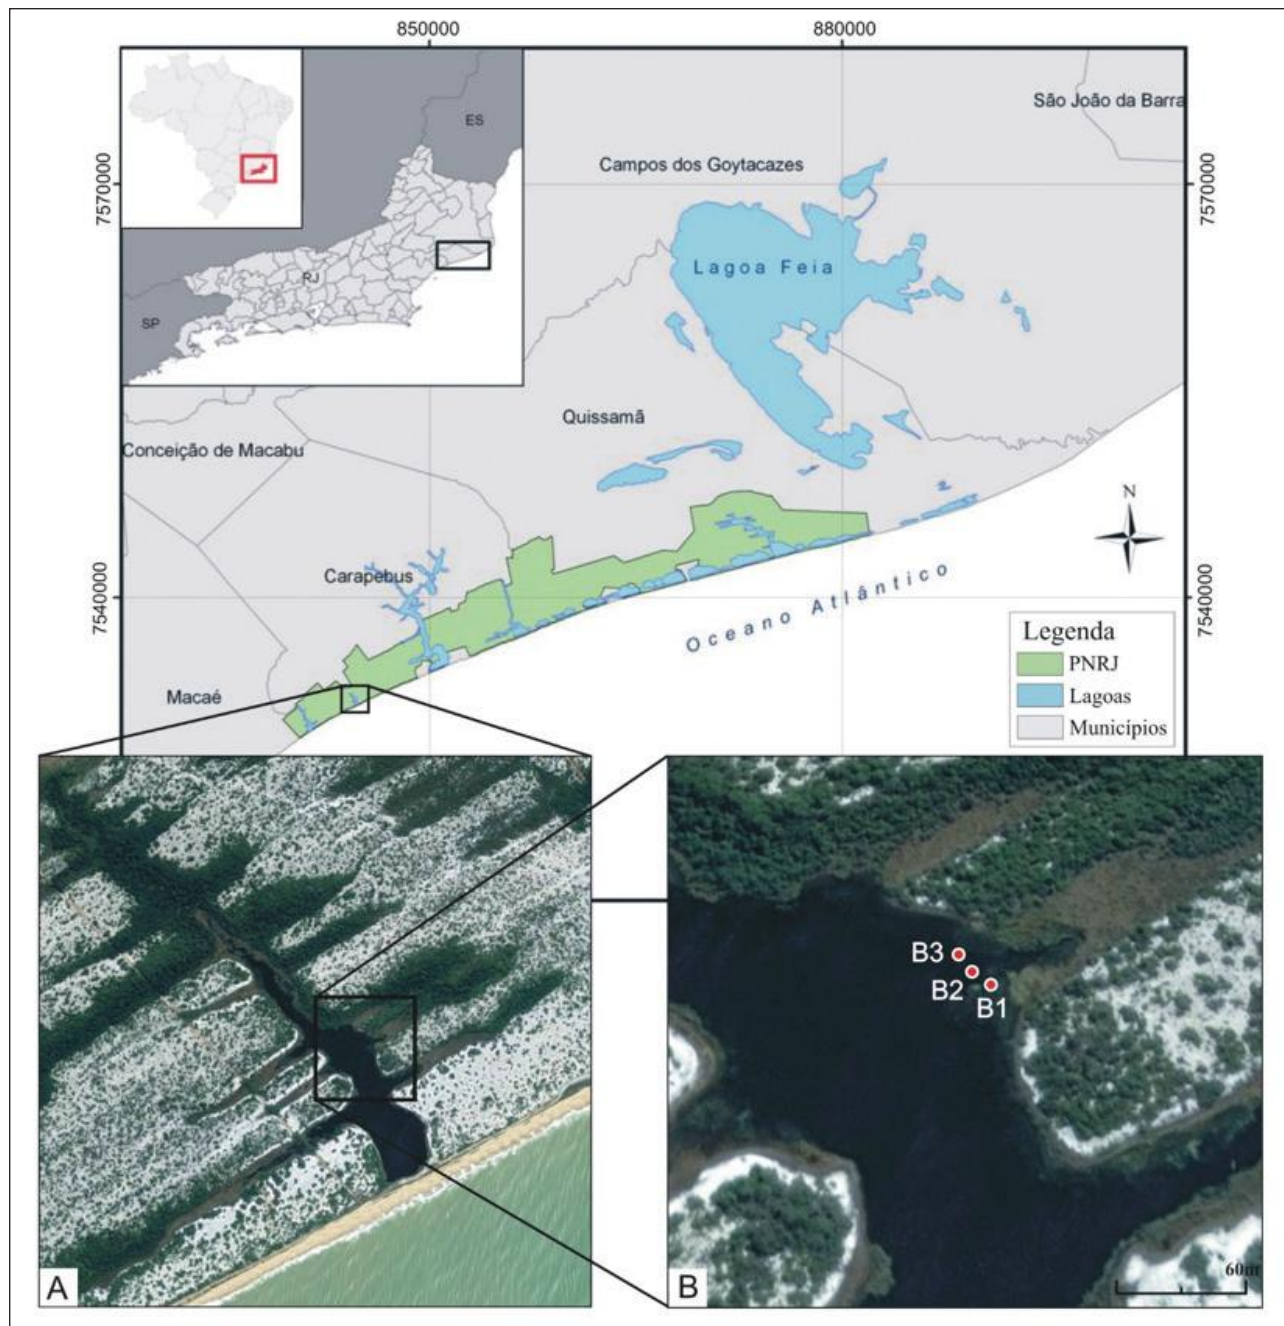 850000
880000
São João da Barra
ES
Campos dos Goytacazes
7570000
7570000
Lagoa Feia
RJ
SP
Quissamã
Conceição de Macabu
N
Carapebus
Oceano Atlântico
7540000
7540000
Legenda
PNRJ
Lagoas
Municípios
Macaé
B3
B2
B1
A
B
60m